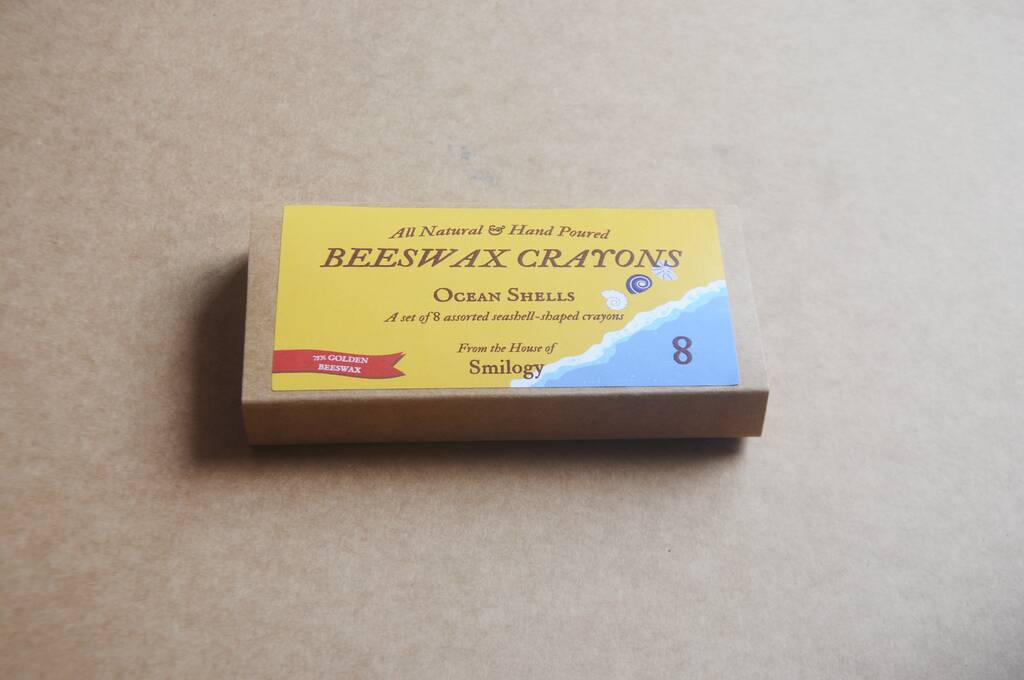 All Natural & Hand Poured
BEESWAX CRAYONS
OCEAN SHELLS
A set of 8 assorted seashell-shaped crayons
From the House of
Smilogy
75% GOLDEN
BEESWAX
8